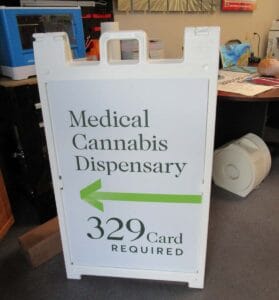 Medical
Cannabis
Dispensary
329 Card
REQUIRED